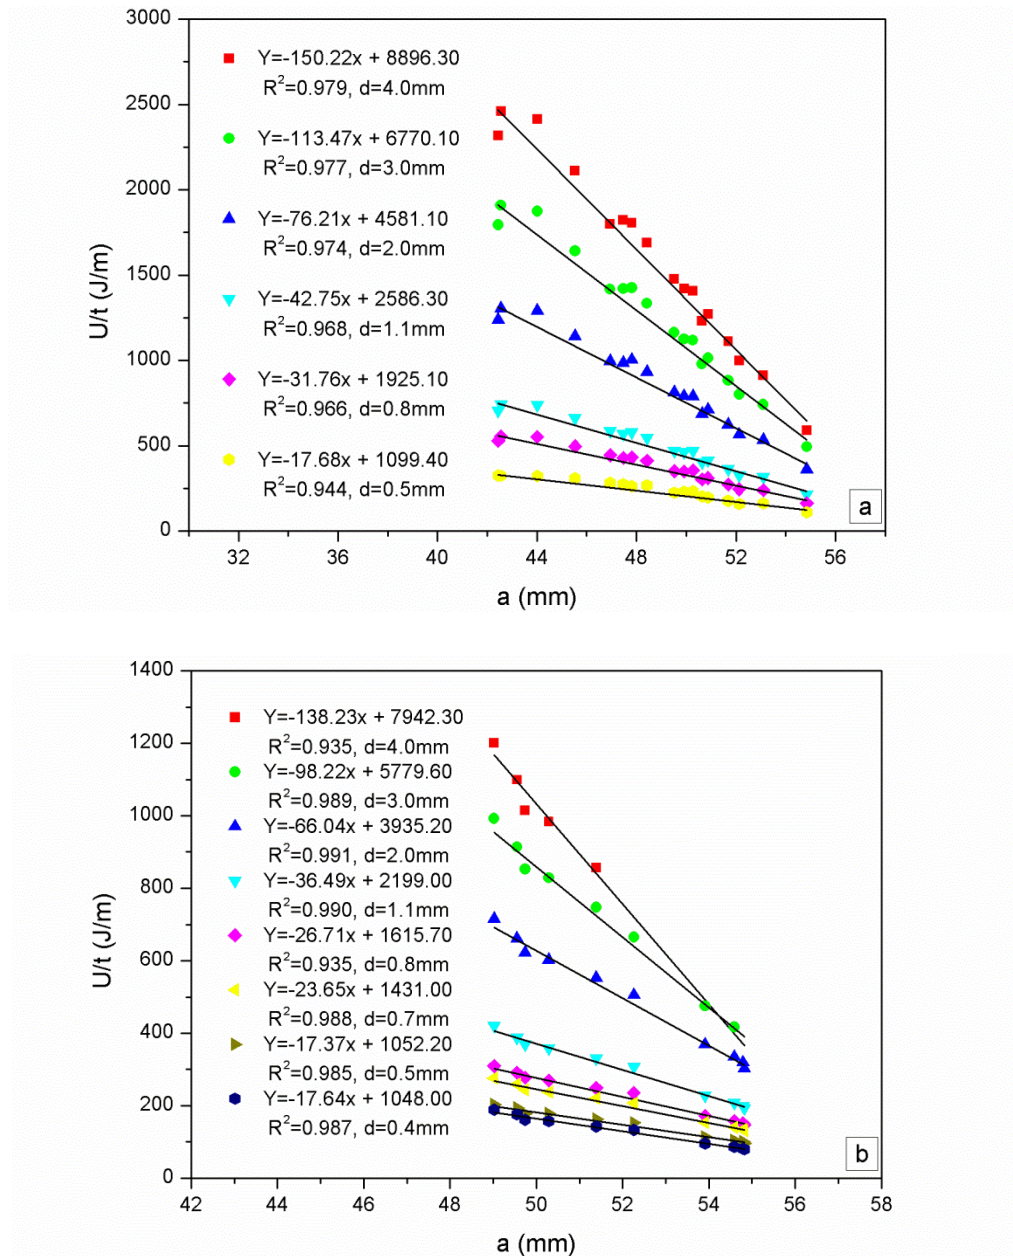 3000
2500
2000
1500
1000
500
0
U/t (J/m)
Y=-150.22x + 8896.30
R²=0.979, d=4.0mm
Y=-113.47x + 6770.10
R²=0.977, d=3.0mm
Y=-76.21x + 4581.10
R²=0.974, d=2.0mm
Y=-42.75x + 2586.30
R²=0.968, d=1.1mm
Y=-31.76x + 1925.10
R²=0.966, d=0.8mm
Y=-17.68x + 1099.40
R²=0.944, d=0.5mm
a
32 36 40 44 48 52 56
a (mm)
1400
1200
1000
800
600
400
200
0
U/t (J/m)
Y=-138.23x + 7942.30
R²=0.935, d=4.0mm
Y=-98.22x + 5779.60
R²=0.989, d=3.0mm
Y=-66.04x + 3935.20
R²=0.991, d=2.0mm
Y=-36.49x + 2199.00
R²=0.990, d=1.1mm
Y=-26.71x + 1615.70
R²=0.935, d=0.8mm
Y=-23.65x + 1431.00
R²=0.988, d=0.7mm
Y=-17.37x + 1052.20
R²=0.985, d=0.5mm
Y=-17.64x + 1048.00
R²=0.987, d=0.4mm
b
42 44 46 48 50 52 54 56 58
a (mm)